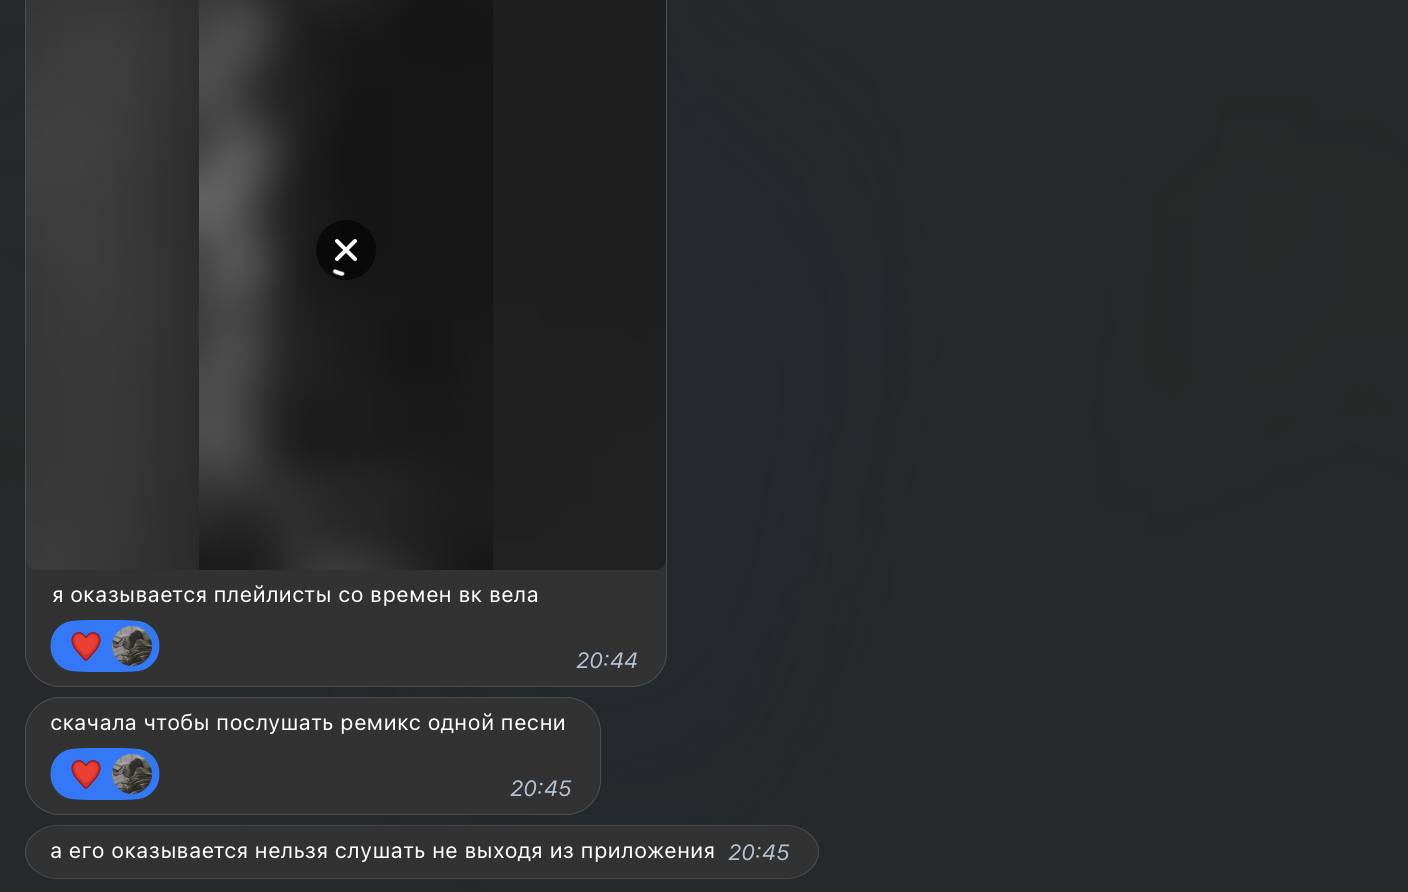 я оказывается плейлисты со времен вк вела
20:44
скачала чтобы послушать ремикс одной песни
20:45
а его оказывается нельзя слушать не выходя из приложения 20:45